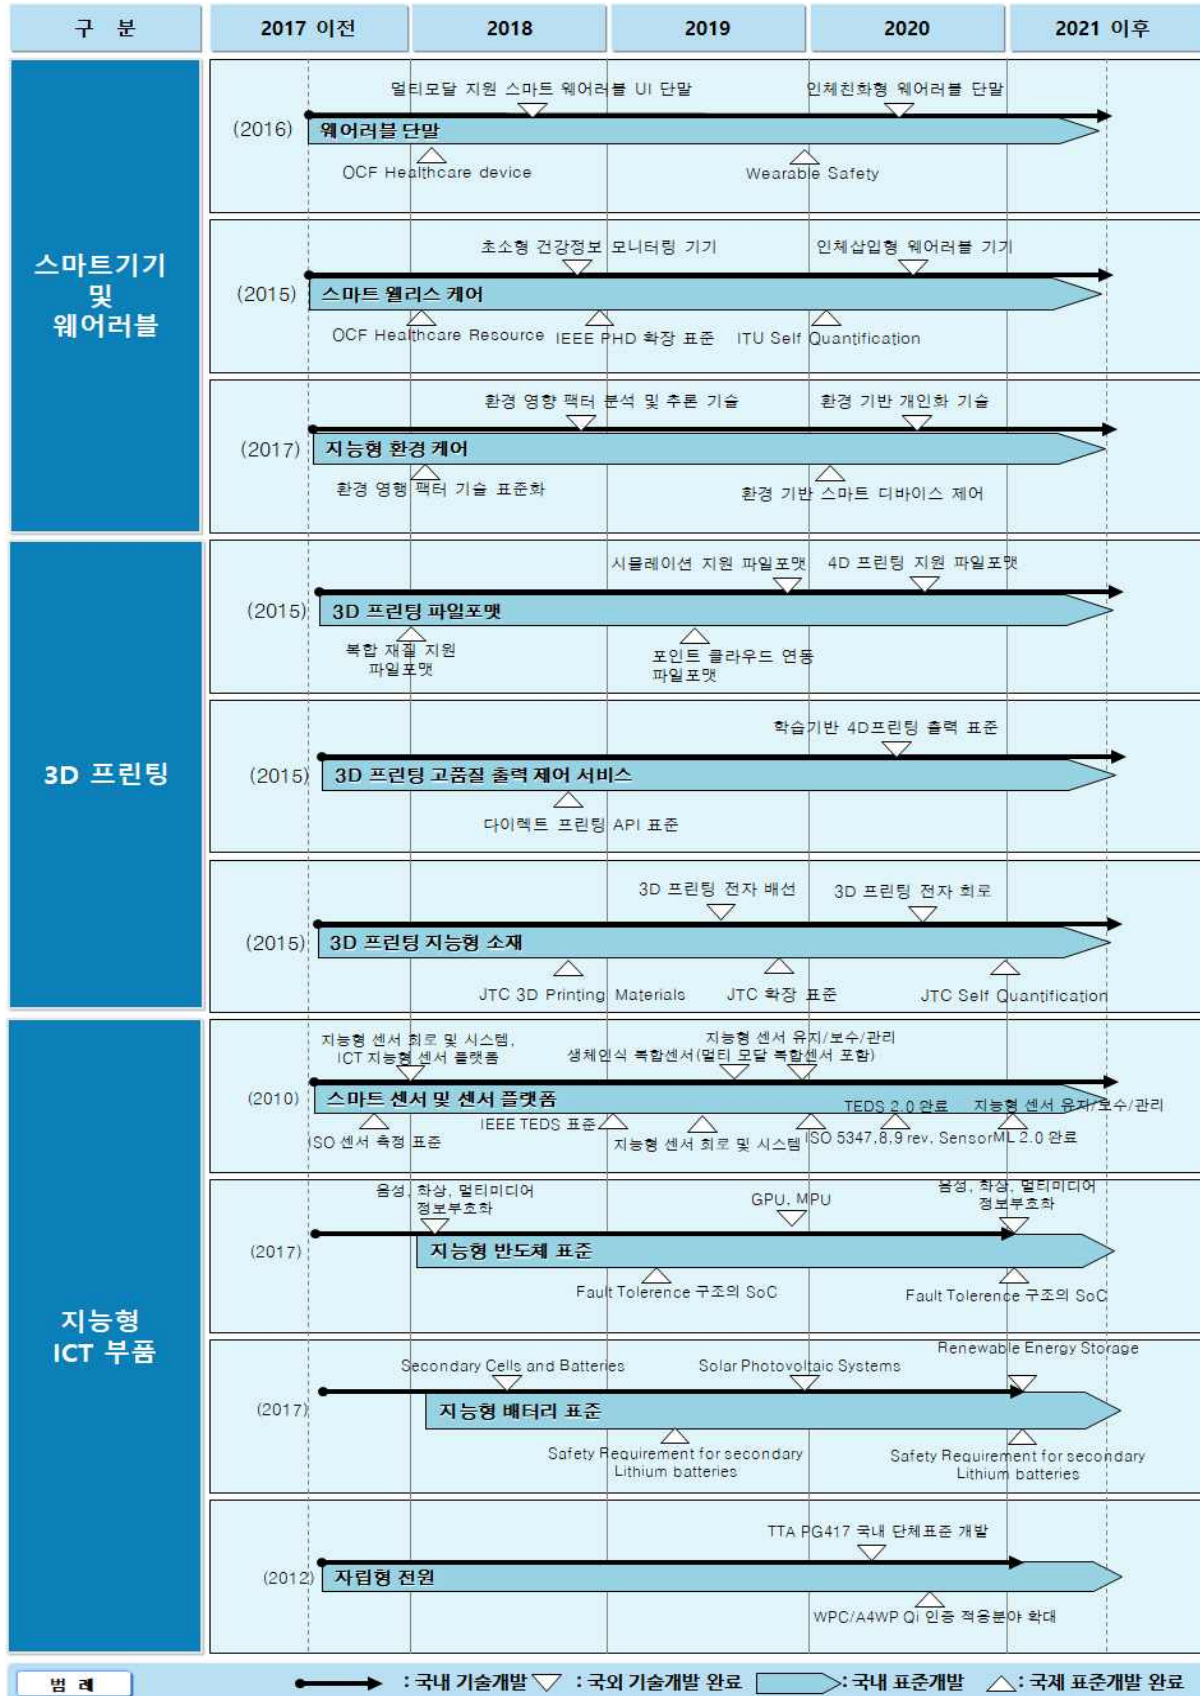 구 분
2017 이전
2018
2019
2020
2021 이후
스마트기기
및
웨어러블
멀티모달 지원 스마트 웨어러블 UI 단말
인체친화형 웨어러블 단말
(2016)
웨어러블 단말
OCF Healthcare device
Wearable Safety
초소형 건강정보 모니터링 기기
인체삽입형 웨어러블 기기
(2015)
스마트 웰리스 케어
OCF Healthcare Resource
IEEE PHD 확장 표준
ITU Self Quantification
환경 영향 팩터 분석 및 추론 기술
환경 기반 개인화 기술
(2017)
지능형 환경 케어
환경 영행 팩터 기술 표준화
환경 기반 스마트 디바이스 제어
3D 프린팅
시뮬레이션 지원 파일포맷
4D 프린팅 지원 파일포맷
(2015)
3D 프린팅 파일포맷
복합 재질 지원
파일포맷
포인트 클라우드 연동
파일포맷
학습기반 4D프린팅 출력 표준
(2015)
3D 프린팅 고품질 출력 제어 서비스
다이렉트 프린팅 API 표준
3D 프린팅 전자 배선
3D 프린팅 전자 회로
(2015)
3D 프린팅 지능형 소재
JTC 3D Printing Materials
JTC 확장 표준
JTC Self Quantification
지능형
ICT 부품
지능형 센서 회로 및 시스템,
ICT 지능형 센서 플랫폼
지능형 센서 유지/보수/관리
생체인식 복합센서(멀티 모달 복합센서 포함)
(2010)
스마트 센서 및 센서 플랫폼
TEDS 2.0 완료
지능형 센서 유지/보수/관리
ISO 센서 측정 표준
IEEE TEDS 표준
지능형 센서 회로 및 시스템
ISO 5347,8,9 rev. SensorML 2.0 완료
음성, 화상, 멀티미디어
정보부호화
GPU, MPU
음성, 화상, 멀티미디어
정보부호화
(2017)
지능형 반도체 표준
Fault Tolerence 구조의 SoC
Fault Tolerence 구조의 SoC
Secondary Cells and Batteries
Solar Photovoltaic Systems
Renewable Energy Storage
(2017)
지능형 배터리 표준
Safety Requirement for secondary
Lithium batteries
Safety Requirement for secondary
Lithium batteries
TTA PG417 국내 단체표준 개발
(2012)
자립형 전원
WPC/A4WP Qi 인증 적용분야 확대
범 례
: 국내 기술개발
: 국외 기술개발 완료
: 국내 표준개발
: 국제 표준개발 완료